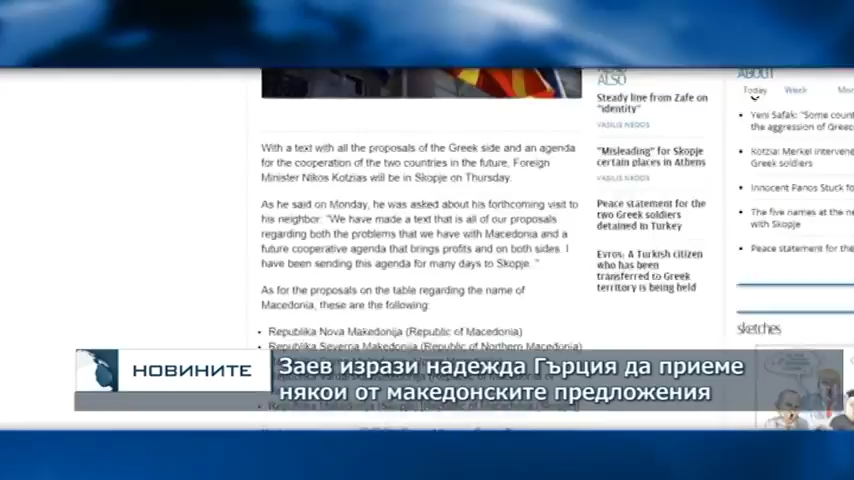 ALSO
ABOUT
Steady line from Zafe on
"identity"
VASILIS NEDOS
"Misleading" for Skopje
certain places in Athens
VASILIS NEDOS
Peace statement for the
two Greek soldiers
detained in Turkey
Evros: A Turkish citizen
who has been
transferred to Greek
territory is being held
Today Week
Yeni Safak: "Some count
the aggression of Greec
Kotzia: Merkel intervene
Greek soldiers
Innocent Panos Stuck fo
The five names at the ne
with Skopje
Peace statement for the
sketches
With a text with all the proposals of the Greek side and an agenda
for the cooperation of the two countries in the future, Foreign
Minister Nikos Kotzias will be in Skopje on Thursday.
As he said on Monday, he was asked about his forthcoming visit to
his neighbor: "We have made a text that is all of our proposals
regarding both the problems that we have with Macedonia and a
future cooperative agenda that brings profits and on both sides. I
have been sending this agenda for many days to Skopje. "
As for the proposals on the table regarding the name of
Macedonia, these are the following:
Republika Nova Makedonija (Republic of Macedonia)
Republika Severna Makedonija (Republic of Northern Macedonia)
НОВИНИТЕ
Заев изрази надежда Гърция да приеме
някои от македонските предложения